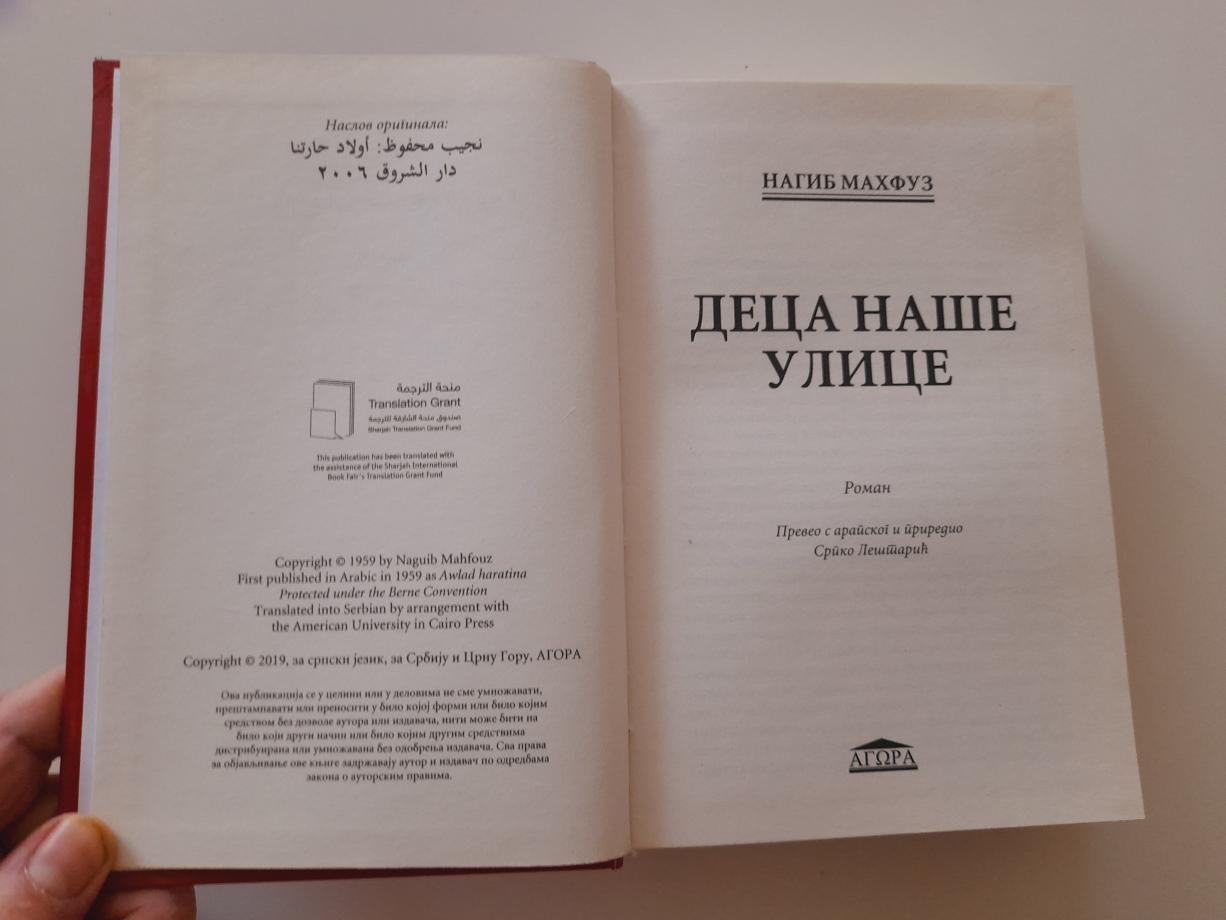 Наслов оригинала:
نجيب محفوظ: أولاد حارتنا
دار الشروق ٢٠٠٦
منحة الترجمة
Translation Grant
صندوق منحة الشارقة للترجمة
Sharjah Translation Grant Fund
This publication has been translated with
the assistance of the Sharjah International
Book Fair's Translation Grant Fund
Copyright © 1959 by Naguib Mahfouz
First published in Arabic in 1959 as Awlad haratina
Protected under the Berne Convention
Translated into Serbian by arrangement with
the American University in Cairo Press
Copyright © 2019, за српски језик, за Србију и Црну Гору, АГОРА
Ова публикација се у целини или у деловима не сме умножавати,
прештампавати или преносити у било којој форми или било којим
средством без дозволе аутора или издавача, нити може бити на
било који други начин или било којим другим средствима
дистрибуирана или умножавана без одобрења издавача. Сва права
за објављивање ове књиге задржавају аутор и издавач по одредбама
закона о ауторским правима.
НАГИБ МАХФУЗ
ДЕЦА НАШЕ
УЛИЦЕ
Роман
Превео с арапског и приредио
Српко Лештарић
ΑΓΩΡΑ